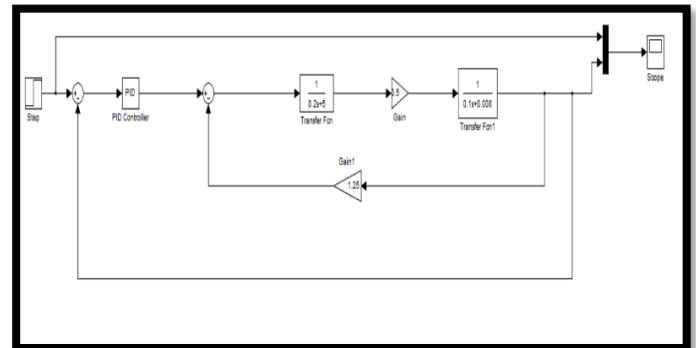 Step
PID
PID Controller
1
0.2s+5
Transfer Fcn
0.5
Gain
1
0.1s+0.008
Transfer Fcn1
Scope
Gain1
1.25